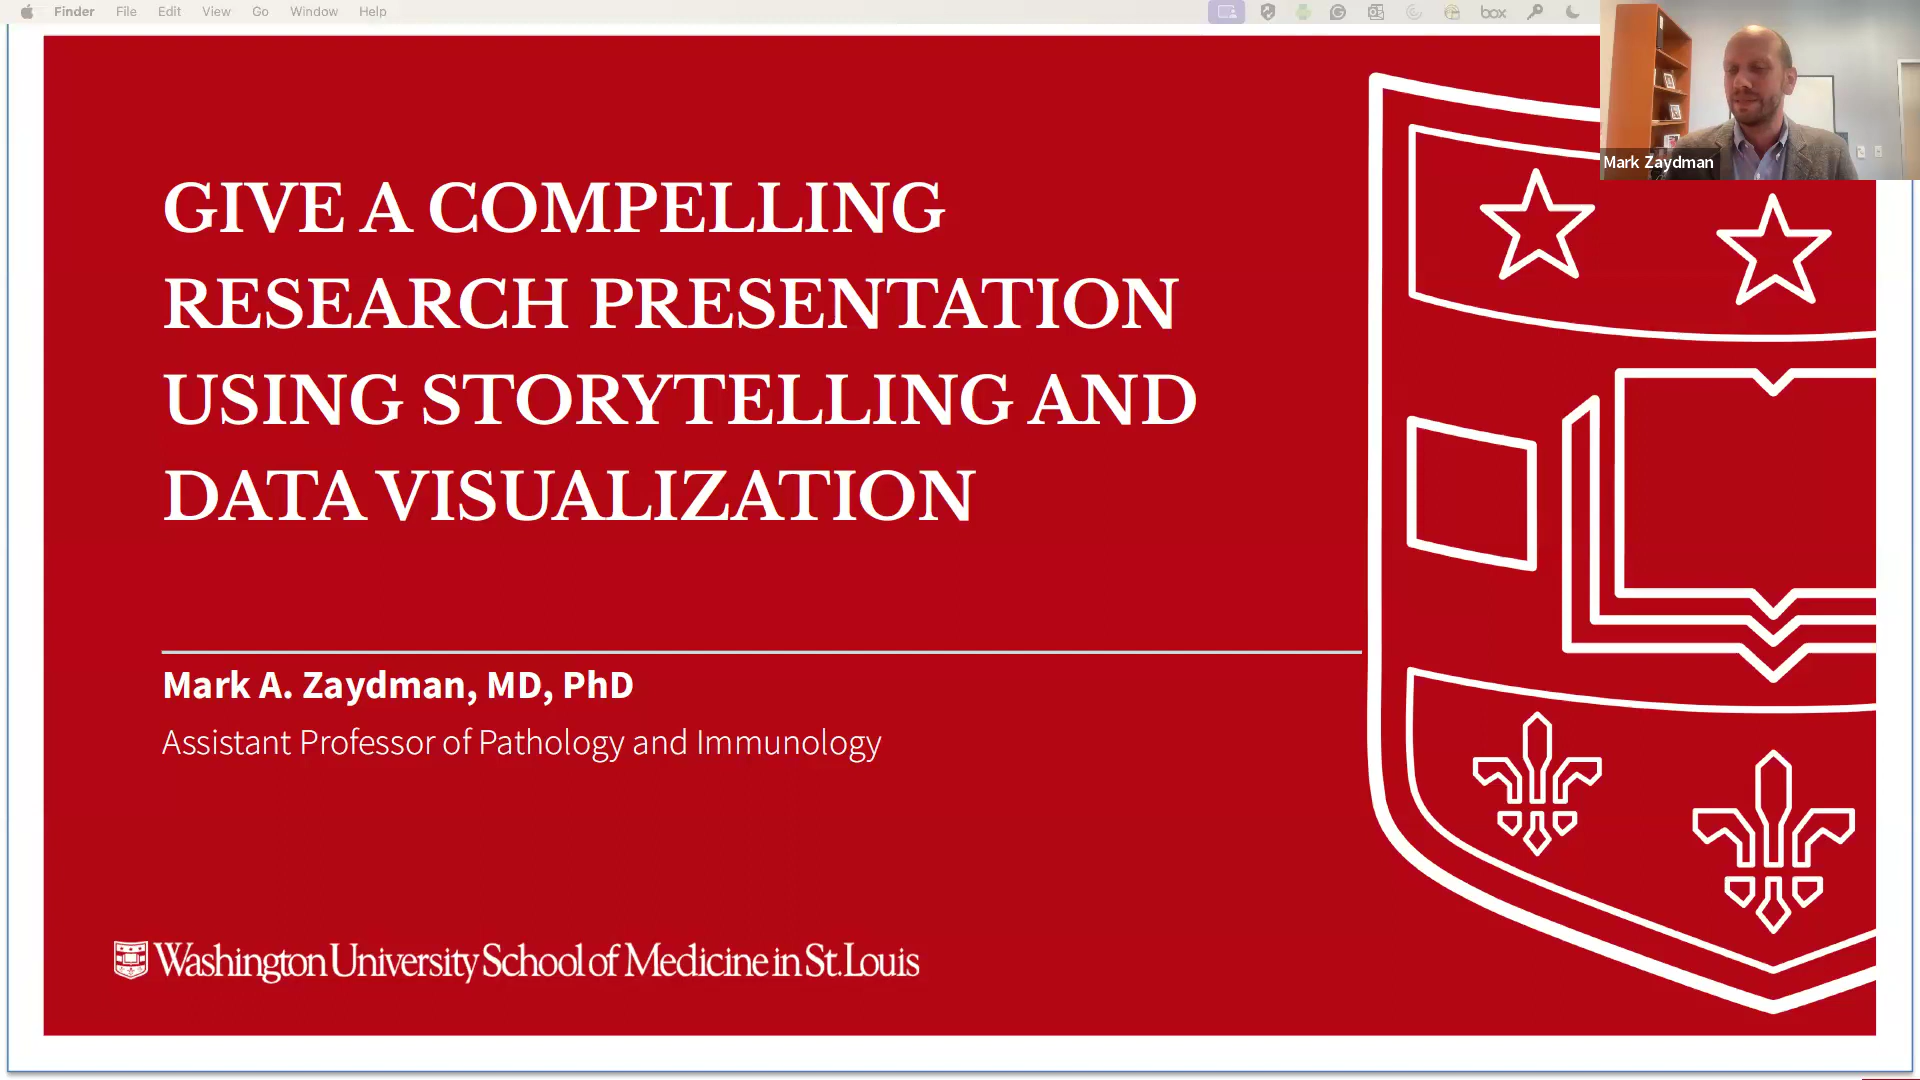 Finder File Edit View Go Window Help
box
Mark Zaydman
GIVE A COMPELLING
RESEARCH PRESENTATION
USING STORYTELLING AND
DATA VISUALIZATION
Mark A. Zaydman, MD, PhD
Assistant Professor of Pathology and Immunology
Washington University School of Medicine in St. Louis